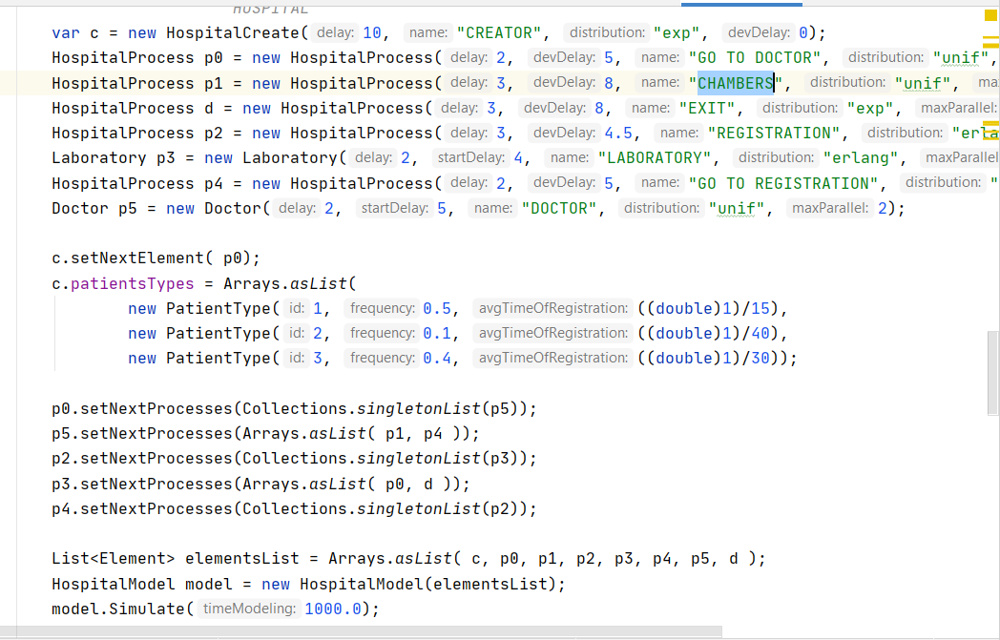 HOSPITAL
var c = new HospitalCreate( delay: 10, name: "CREATOR", distribution: "exp", devDelay: 0);
HospitalProcess p0 = new HospitalProcess( delay: 2, devDelay: 5, name: "GO TO DOCTOR", distribution: "unif",
HospitalProcess p1 = new HospitalProcess( delay: 3, devDelay: 8, name: "CHAMBERS", distribution: "unif", ma
HospitalProcess d = new HospitalProcess( delay: 3, devDelay: 8, name: "EXIT", distribution: "exp", maxParallel:
HospitalProcess p2 = new HospitalProcess( delay: 3, devDelay: 4.5, name: "REGISTRATION", distribution: "erla
Laboratory p3 = new Laboratory( delay: 2, startDelay: 4, name: "LABORATORY", distribution: "erlang", maxParallel
HospitalProcess p4 = new HospitalProcess( delay: 2, devDelay: 5, name: "GO TO REGISTRATION", distribution: "
Doctor p5 = new Doctor( delay: 2, startDelay: 5, name: "DOCTOR", distribution: "unif", maxParallel: 2);
c.setNextElement( p0);
c.patientsTypes = Arrays.asList(
new PatientType( id: 1, frequency: 0.5, avgTimeOfRegistration: ((double)1)/15),
new PatientType( id: 2, frequency: 0.1, avgTimeOfRegistration: ((double)1)/40),
new PatientType( id: 3, frequency: 0.4, avgTimeOfRegistration: ((double)1)/30));
p0.setNextProcesses(Collections.singletonList(p5));
p5.setNextProcesses(Arrays.asList( p1, p4 ));
p2.setNextProcesses(Collections.singletonList(p3));
p3.setNextProcesses(Arrays.asList( p0, d ));
p4.setNextProcesses(Collections.singletonList(p2));
List<Element> elementsList = Arrays.asList( c, p0, p1, p2, p3, p4, p5, d );
HospitalModel model = new HospitalModel(elementsList);
model.Simulate( timeModeling: 1000.0);